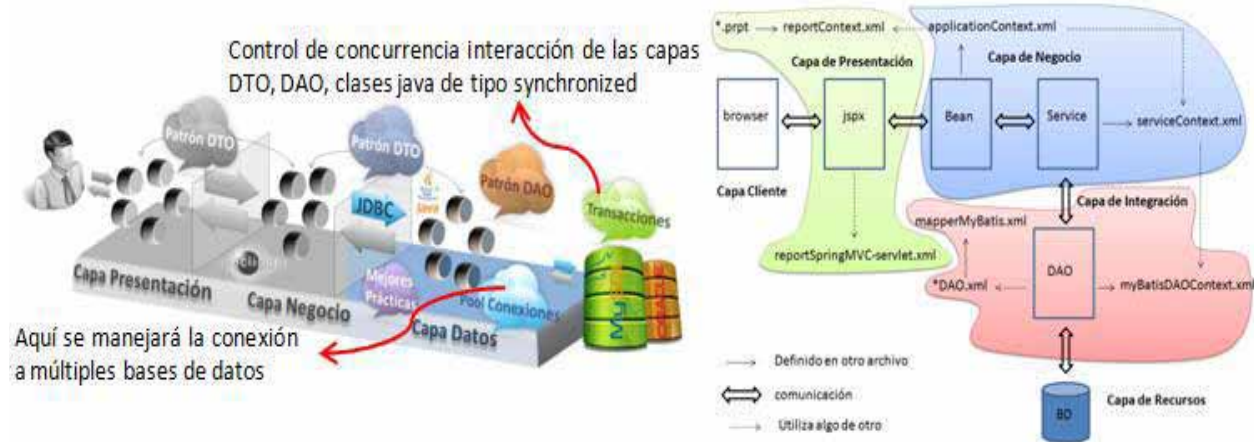 Control de concurrencia interacción de las capas
DTO, DAO, clases java de tipo synchronized
Patrón DTO
Patrón DTO
Patrón DAO
JDBC
Java
Transacciones
Capa Presentación
Capa Negocio
Mejores
Prácticas
Pool Conexiones
Capa Datos
Aquí se manejará la conexión
a múltiples bases de datos
*.prpt
reportContext.xml
applicationContext.xml
Capa de Presentación
Capa de Negocio
browser
jspx
Bean
Service
serviceContext.xml
Capa Cliente
Capa de Integración
mapperMyBatis.xml
reportSpringMVC-servlet.xml
DAO
*DAO.xml
myBatisDAOContext.xml
Definido en otro archivo
comunicación
Utiliza algo de otro
BD
Capa de Recursos